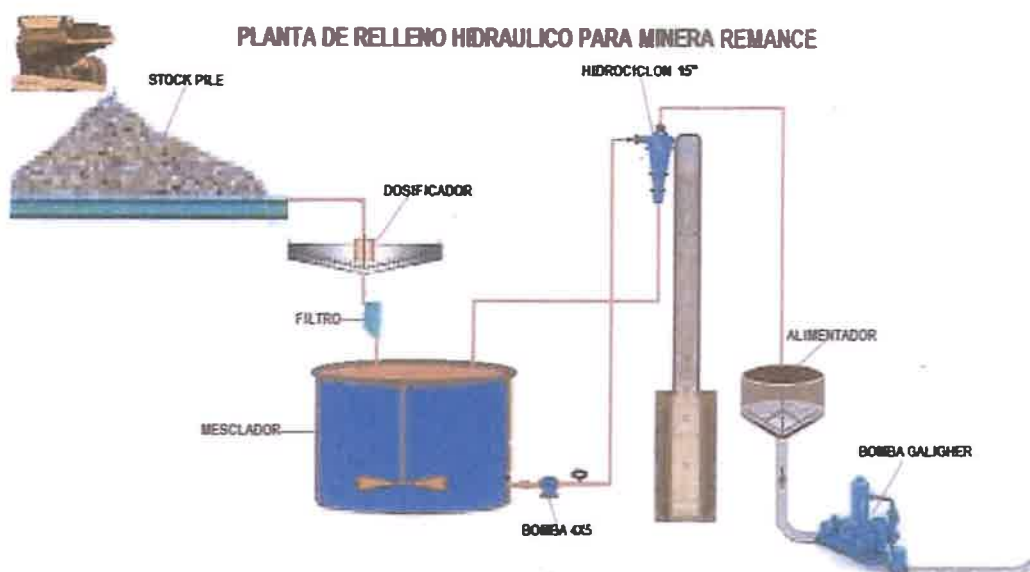 PLANTA DE RELLENO HIDRAULICO PARA MINERA REMANCE
HIDROCICLON 15"
STOCK PILE
DOSIFICADOR
FILTRO
ALIMENTADOR
MESCLADOR
BOMBA GALIGHER
BOMBA 4X5